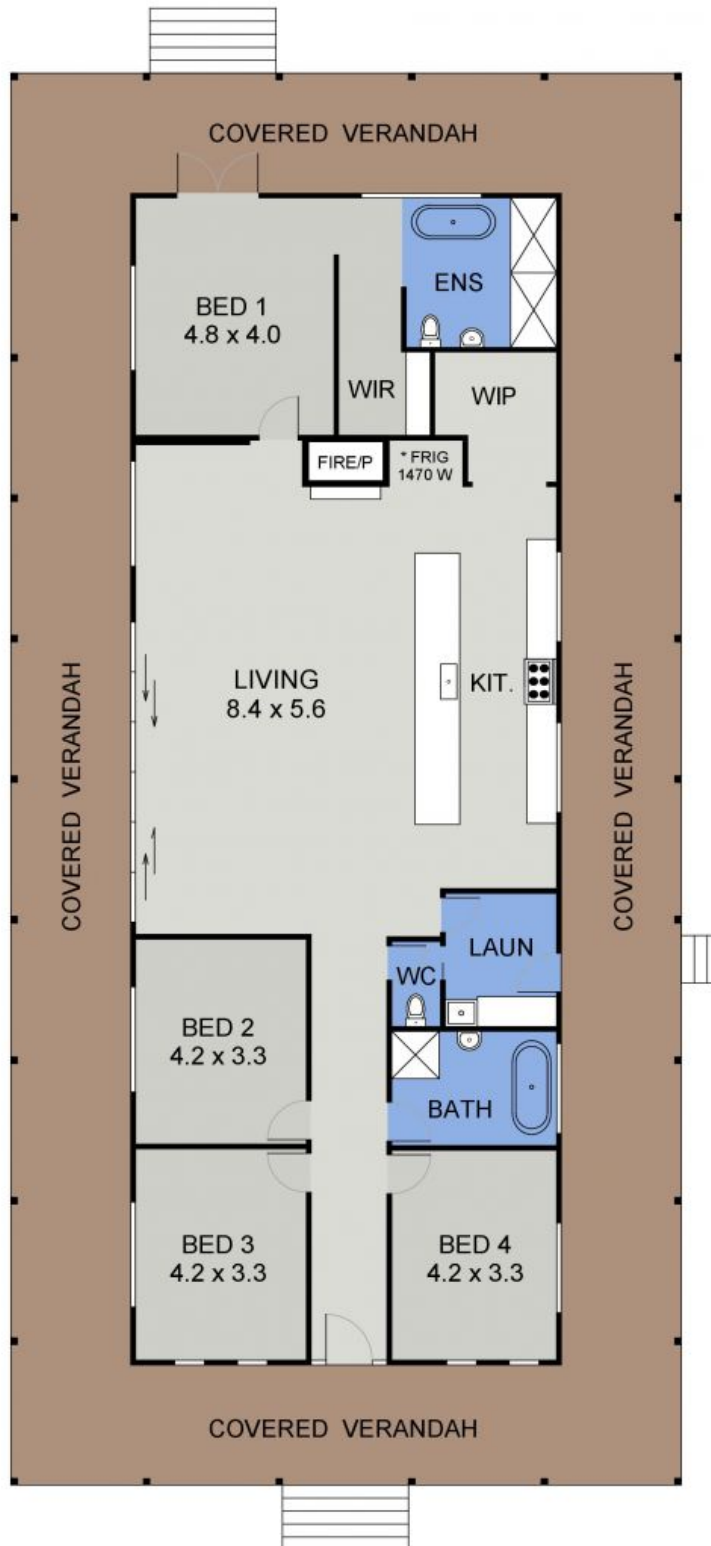 COVERED VERANDAH
ENS
BED 1
4.8 x 4.0
WIR
WIP
FIRE/P
* FRIG
1470 W
LIVING
8.4 x 5.6
KIT.
COVERED VERANDAH
COVERED VERANDAH
LAUN
WC
BED 2
4.2 x 3.3
BATH
BED 3
4.2 x 3.3
BED 4
4.2 x 3.3
COVERED VERANDAH